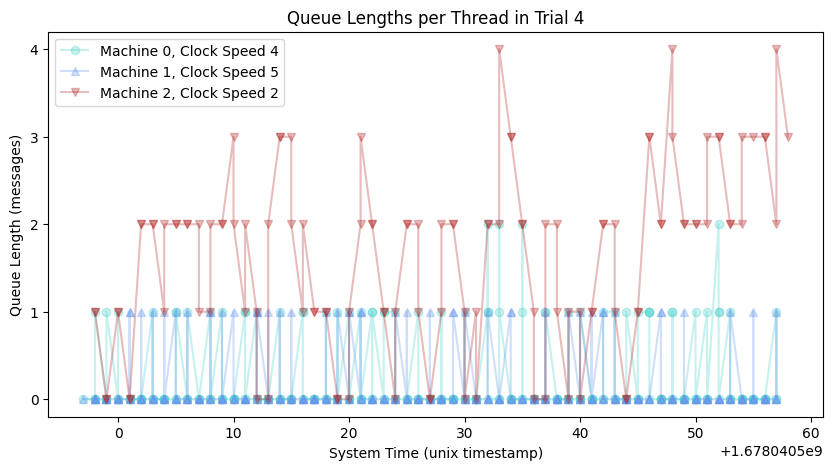 Queue Lengths per Thread in Trial 4
Machine 0, Clock Speed 4
Machine 1, Clock Speed 5
Machine 2, Clock Speed 2
Queue Length (messages)
4
3
2
1
0
0 10 20 30 40 50 60
System Time (unix timestamp)
+1.6780405e9